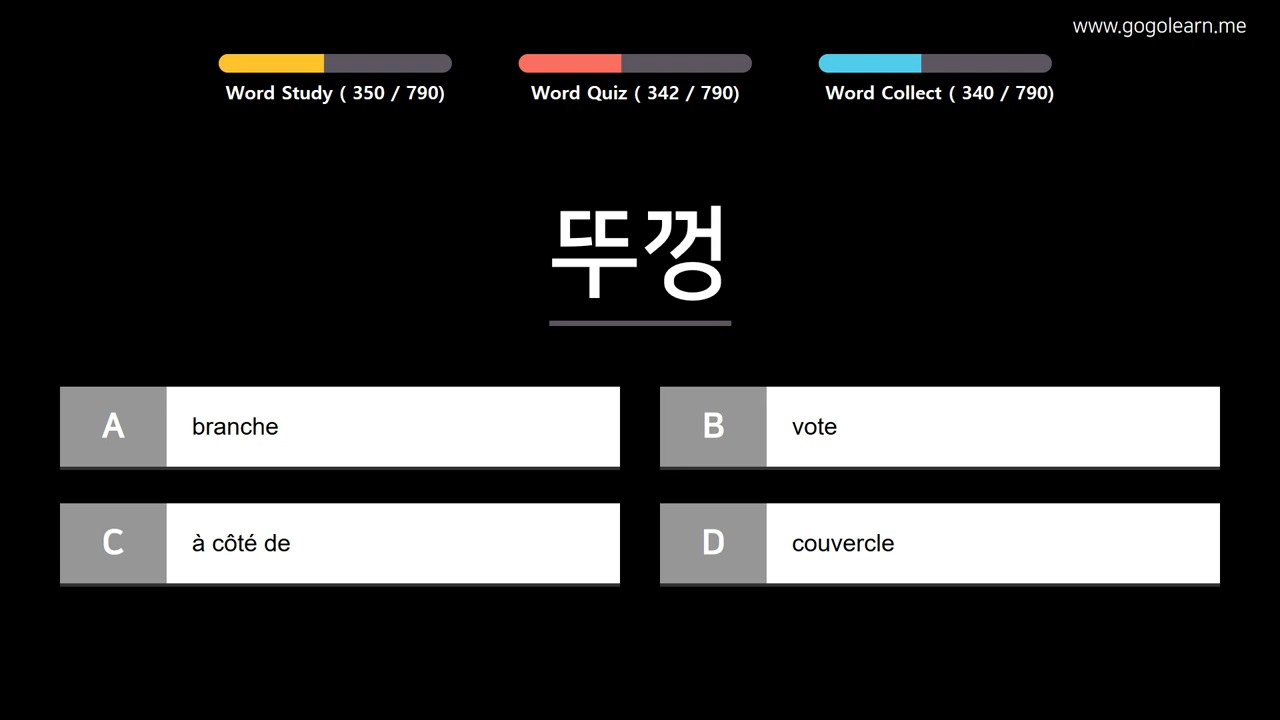 www.gogolearn.me
Word Study ( 350 / 790)
Word Quiz ( 342 / 790)
Word Collect ( 340 / 790)
뚜껑
A branche
B vote
C à côté de
D couvercle